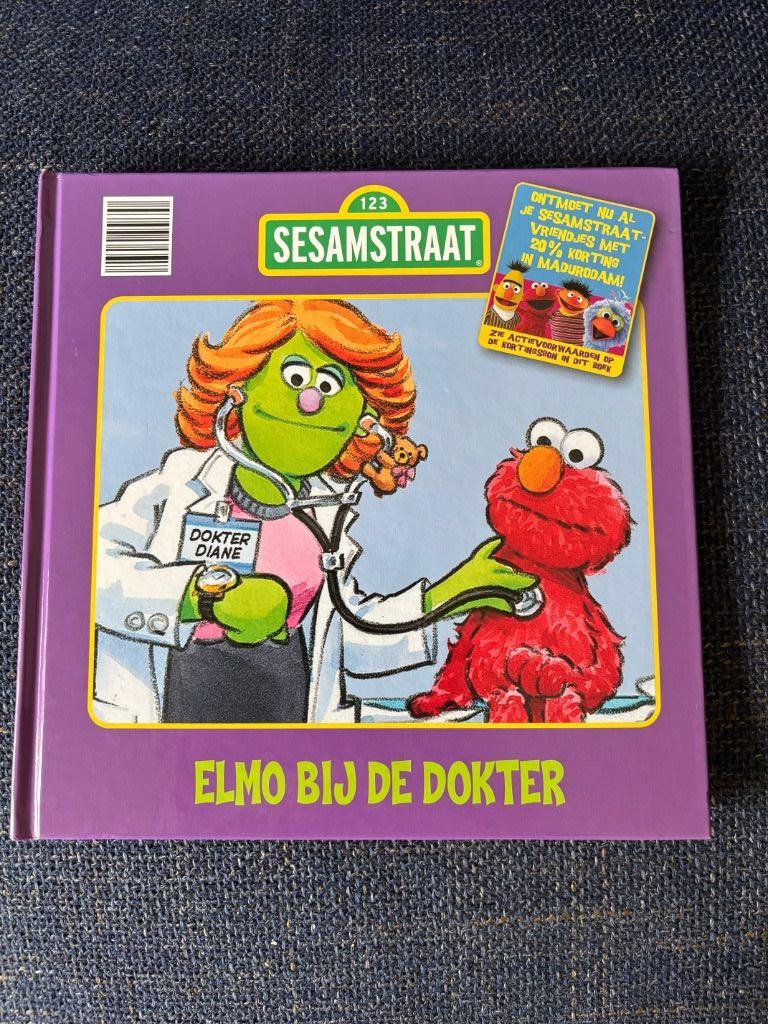 123
SESAMSTRAAT
ONTMOET NU AL
JE SESAMSTRAAT-
VRIENDJES MET
20% KORTING
IN MADURODAM!
ZIE ACTIEVOORWAARDEN OP
DE KORTINGSBON IN DIT BOEK
DOKTER
DIANE
ELMO BIJ DE DOKTER